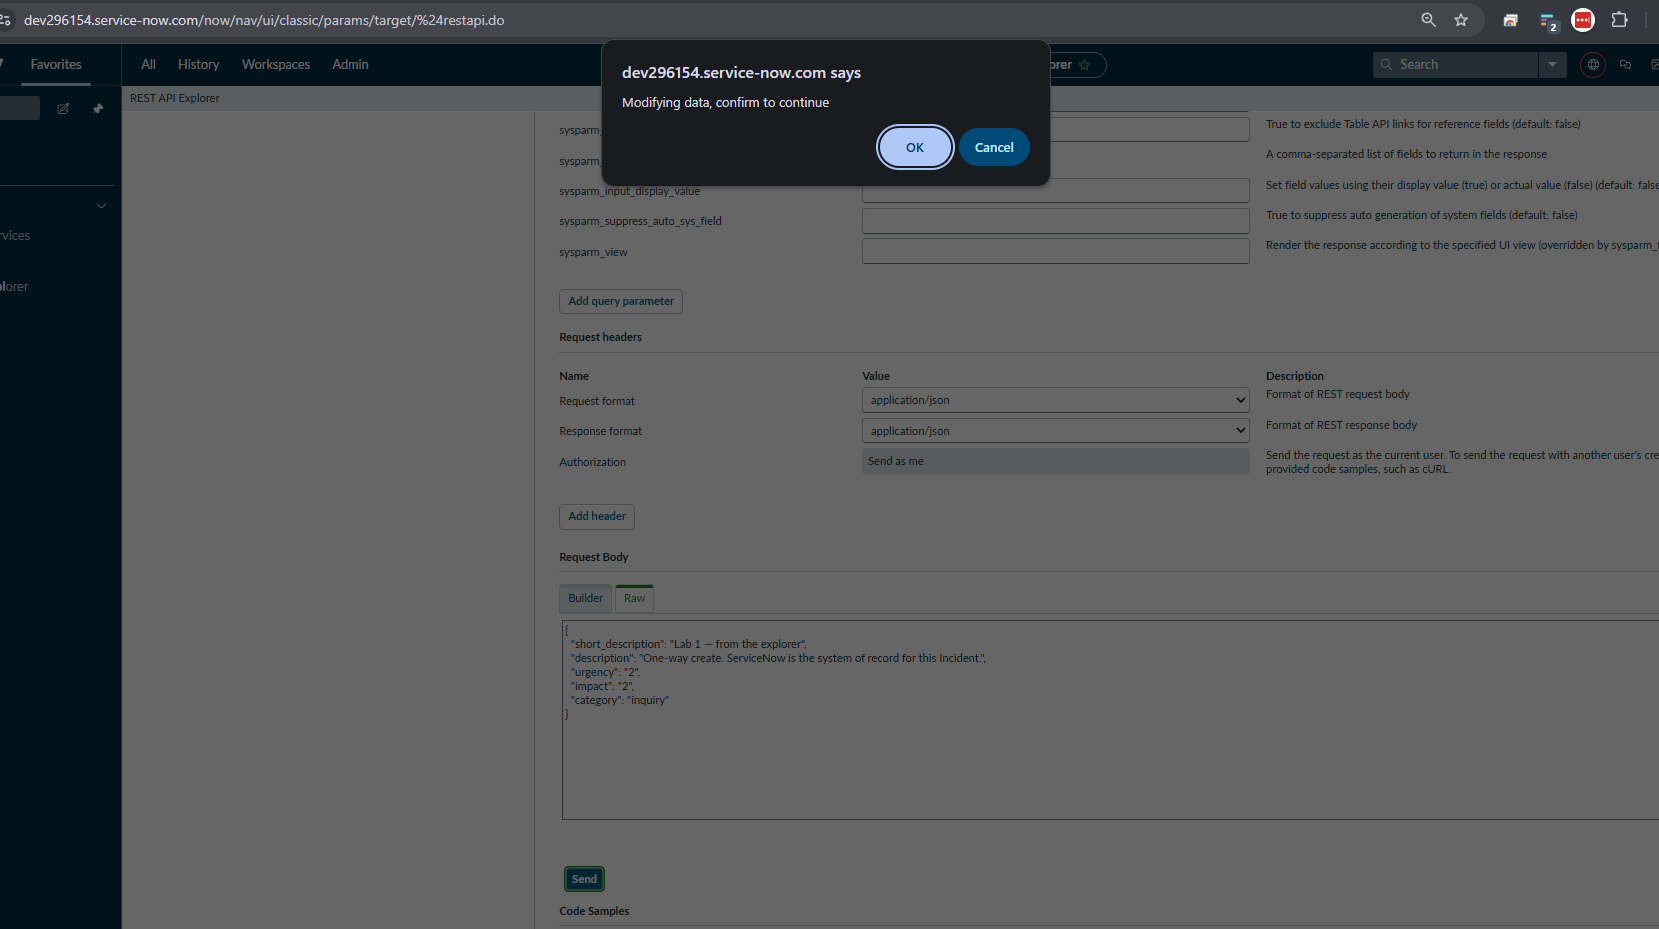 dev296154.service-now.com/now/nav/ui/classic/params/target/%24restapi.do
2
dev296154.service-now.com says
Modifying data, confirm to continue
OK
Cancel
Favorites
All
History
Workspaces
Admin
orer
Search
REST API Explorer
vices
lorer
sysparm_
True to exclude Table API links for reference fields (default: false)
sysparm_
A comma-separated list of fields to return in the response
sysparm_input_display_value
Set field values using their display value (true) or actual value (false) (default: false
sysparm_suppress_auto_sys_field
True to suppress auto generation of system fields (default: false)
sysparm_view
Render the response according to the specified UI view (overridden by sysparm_
Add query parameter
Request headers
Name
Value
Description
Request format
application/json
Format of REST request body
Response format
application/json
Format of REST response body
Authorization
Send as me
Send the request as the current user. To send the request with another user's cre
provided code samples, such as cURL.
Add header
Request Body
Builder
Raw
{
"short_description": "Lab 1 — from the explorer",
"description": "One-way create. ServiceNow is the system of record for this Incident.",
"urgency": "2",
"impact": "2",
"category": "inquiry"
}
Send
Code Samples